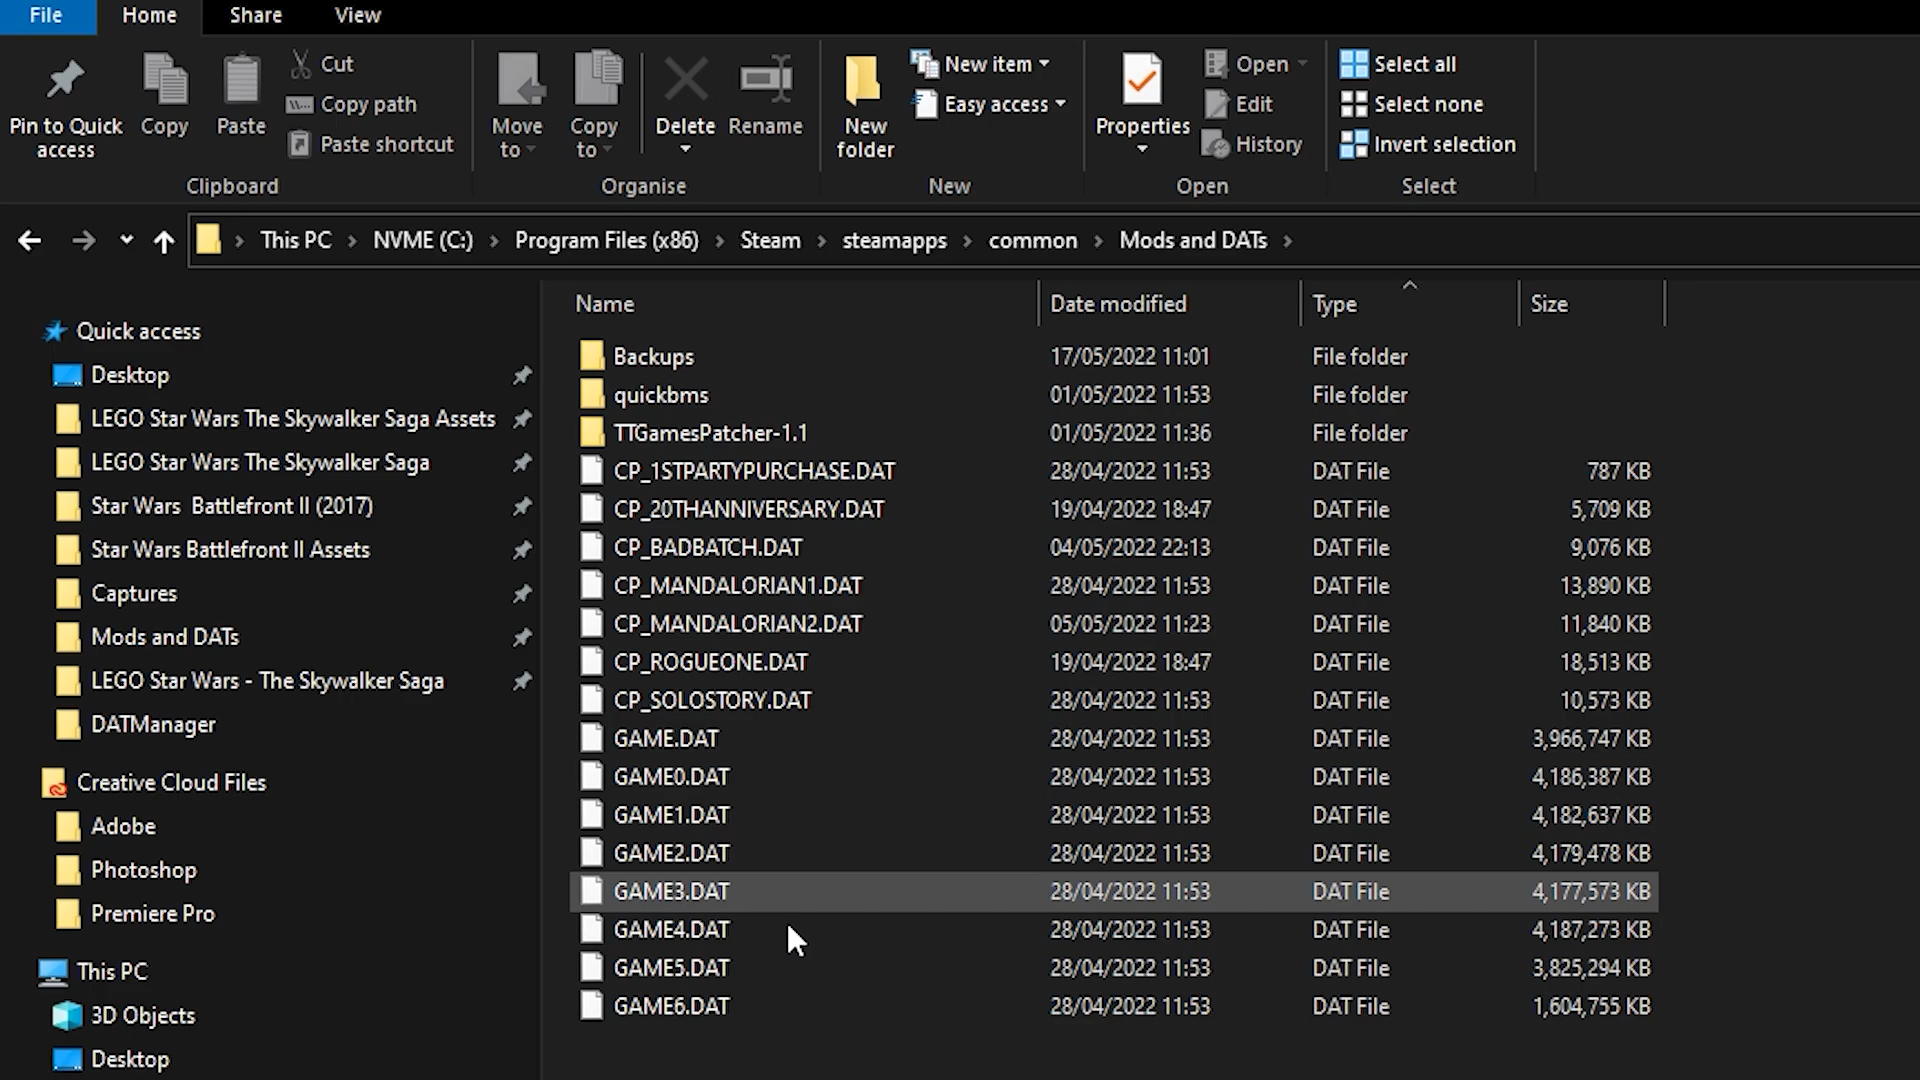 File Home Share View
Pin to Quick access
Copy
Paste
Cut
Copy path
Paste shortcut
Clipboard
Move to
Copy to
Delete
Rename
Organise
New folder
New item
Easy access
New
Properties
Open
Edit
History
Open
Select all
Select none
Invert selection
Select
This PC › NVME (C:) › Program Files (x86) › Steam › steamapps › common › Mods and DATs ›
Quick access
Desktop
LEGO Star Wars The Skywalker Saga Assets
LEGO Star Wars The Skywalker Saga
Star Wars Battlefront II (2017)
Star Wars Battlefront II Assets
Captures
Mods and DATs
LEGO Star Wars - The Skywalker Saga
DATManager
Creative Cloud Files
Adobe
Photoshop
Premiere Pro
This PC
3D Objects
Desktop
Name Date modified Type Size
Backups 17/05/2022 11:01 File folder
quickbms 01/05/2022 11:53 File folder
TTGamesPatcher-1.1 01/05/2022 11:36 File folder
CP_1STPARTYPURCHASE.DAT 28/04/2022 11:53 DAT File 787 KB
CP_20THANNIVERSARY.DAT 19/04/2022 18:47 DAT File 5,709 KB
CP_BADBATCH.DAT 04/05/2022 22:13 DAT File 9,076 KB
CP_MANDALORIAN1.DAT 28/04/2022 11:53 DAT File 13,890 KB
CP_MANDALORIAN2.DAT 05/05/2022 11:23 DAT File 11,840 KB
CP_ROGUEONE.DAT 19/04/2022 18:47 DAT File 18,513 KB
CP_SOLOSTORY.DAT 28/04/2022 11:53 DAT File 10,573 KB
GAME.DAT 28/04/2022 11:53 DAT File 3,966,747 KB
GAME0.DAT 28/04/2022 11:53 DAT File 4,186,387 KB
GAME1.DAT 28/04/2022 11:53 DAT File 4,182,637 KB
GAME2.DAT 28/04/2022 11:53 DAT File 4,179,478 KB
GAME3.DAT 28/04/2022 11:53 DAT File 4,177,573 KB
GAME4.DAT 28/04/2022 11:53 DAT File 4,187,273 KB
GAME5.DAT 28/04/2022 11:53 DAT File 3,825,294 KB
GAME6.DAT 28/04/2022 11:53 DAT File 1,604,755 KB